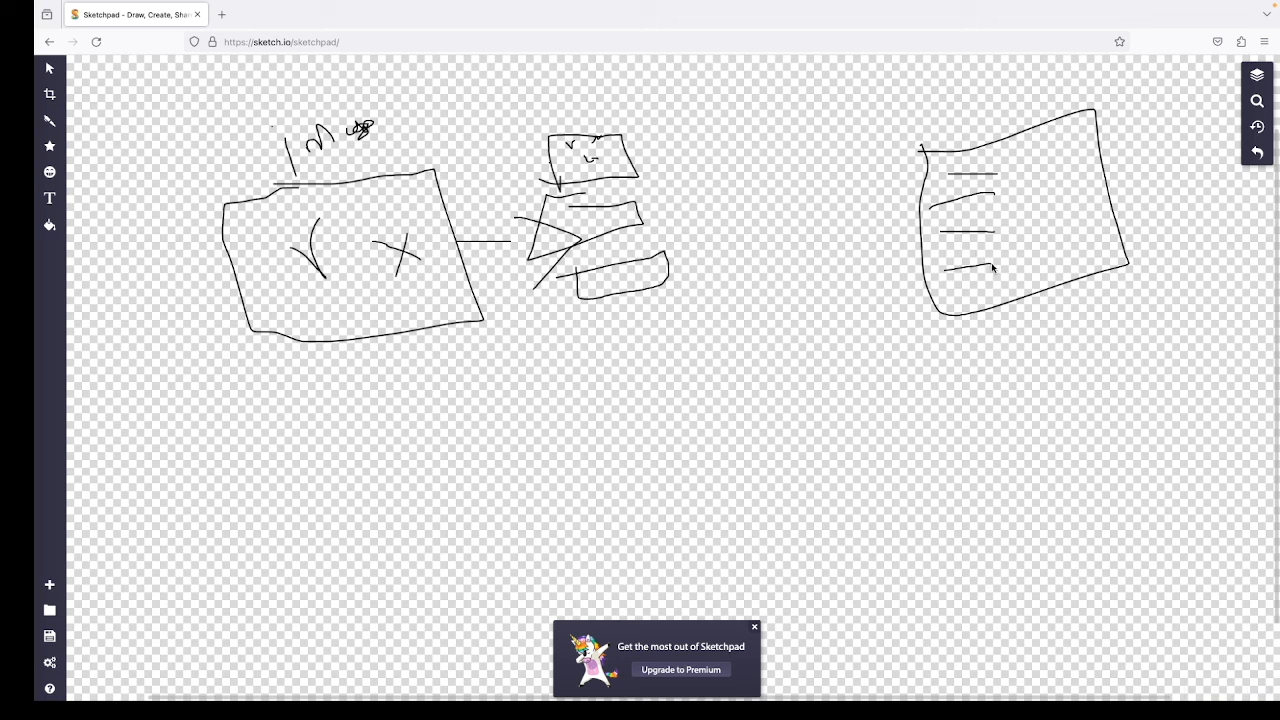 Sketchpad - Draw, Create, Shar
https://sketch.io/sketchpad/
Get the most out of Sketchpad
Upgrade to Premium